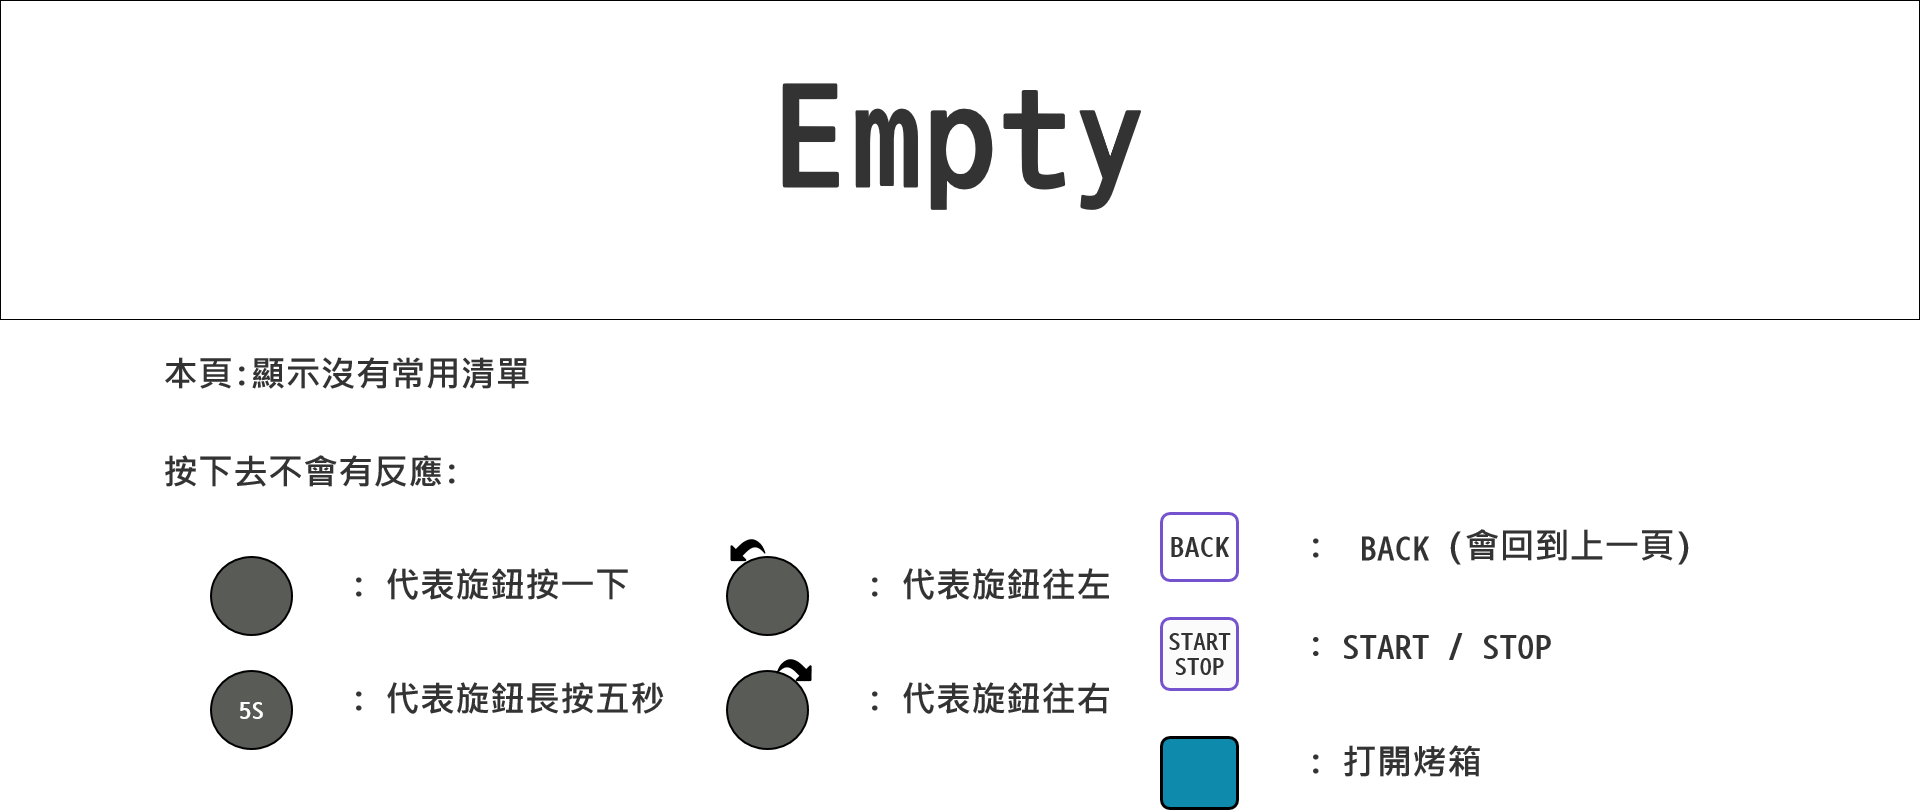 Empty
本頁:顯示沒有常用清單
按下去不會有反應:
BACK : BACK (會回到上一頁)
: 代表旋鈕按一下
: 代表旋鈕往左
START
STOP
: START / STOP
5S : 代表旋鈕長按五秒
: 代表旋鈕往右
: 打開烤箱